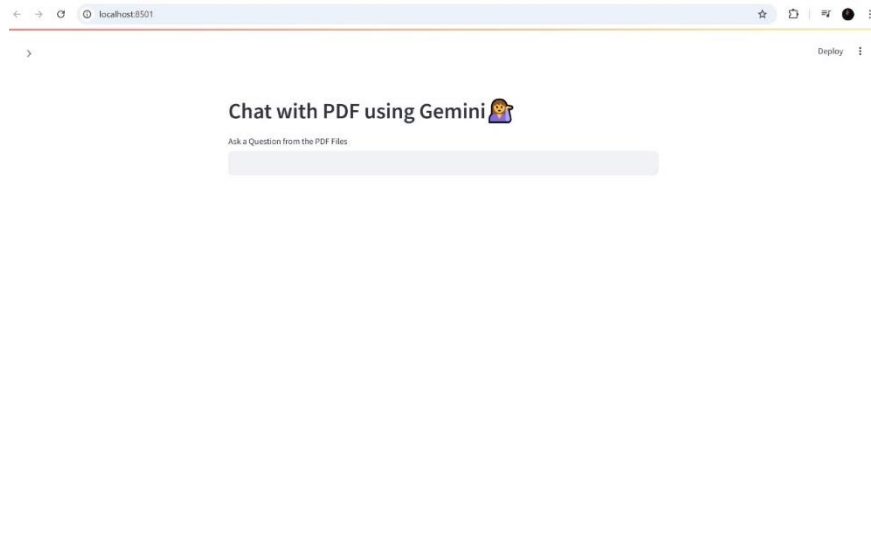 localhost:8501
Deploy
Chat with PDF using Gemini💁
Ask a Question from the PDF Files